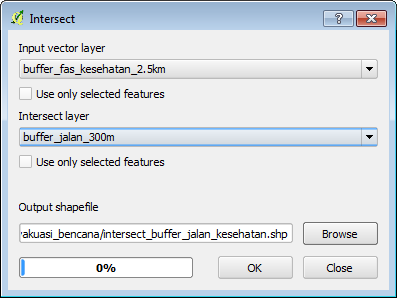 Intersect
Input vector layer
buffer_fas_kesehatan_2.5km
Use only selected features
Intersect layer
buffer_jalan_300m
Use only selected features
Output shapefile
akuasi_bencana/intersect_buffer_jalan_kesehatan.shp
Browse
0%
OK
Close